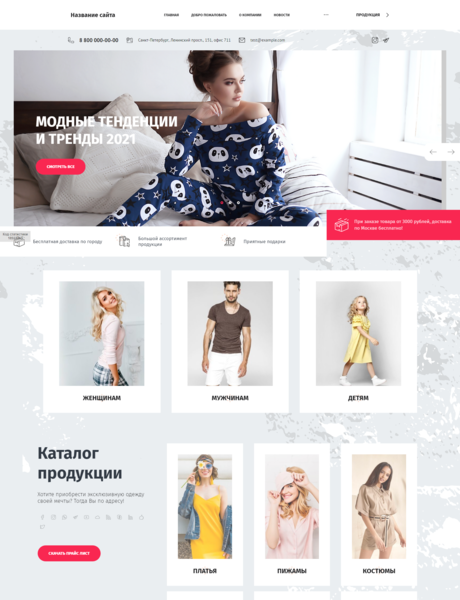 Название сайта
ГЛАВНАЯ
ДОБРО ПОЖАЛОВАТЬ
О КОМПАНИИ
НОВОСТИ
ПРОДУКЦИЯ
8 800 000-00-00
Санкт-Петербург, Ленинский просп., 151, офис 711
test@example.com
МОДНЫЕ ТЕНДЕНЦИИ
И ТРЕНДЫ 2021
СМОТРЕТЬ ВСЕ
При заказе товара от 3000 рублей, доставка
по Москве бесплатно!
Бесплатная доставка по городу
Большой ассортимент
продукции
Приятные подарки
ЖЕНЩИНАМ
МУЖЧИНАМ
ДЕТЯМ
Каталог
продукции
Хотите приобрести эксклюзивную одежду
своей мечты? Тогда Вы по адресу!
СКАЧАТЬ ПРАЙС ЛИСТ
ПЛАТЬЯ
ПИЖАМЫ
КОСТЮМЫ